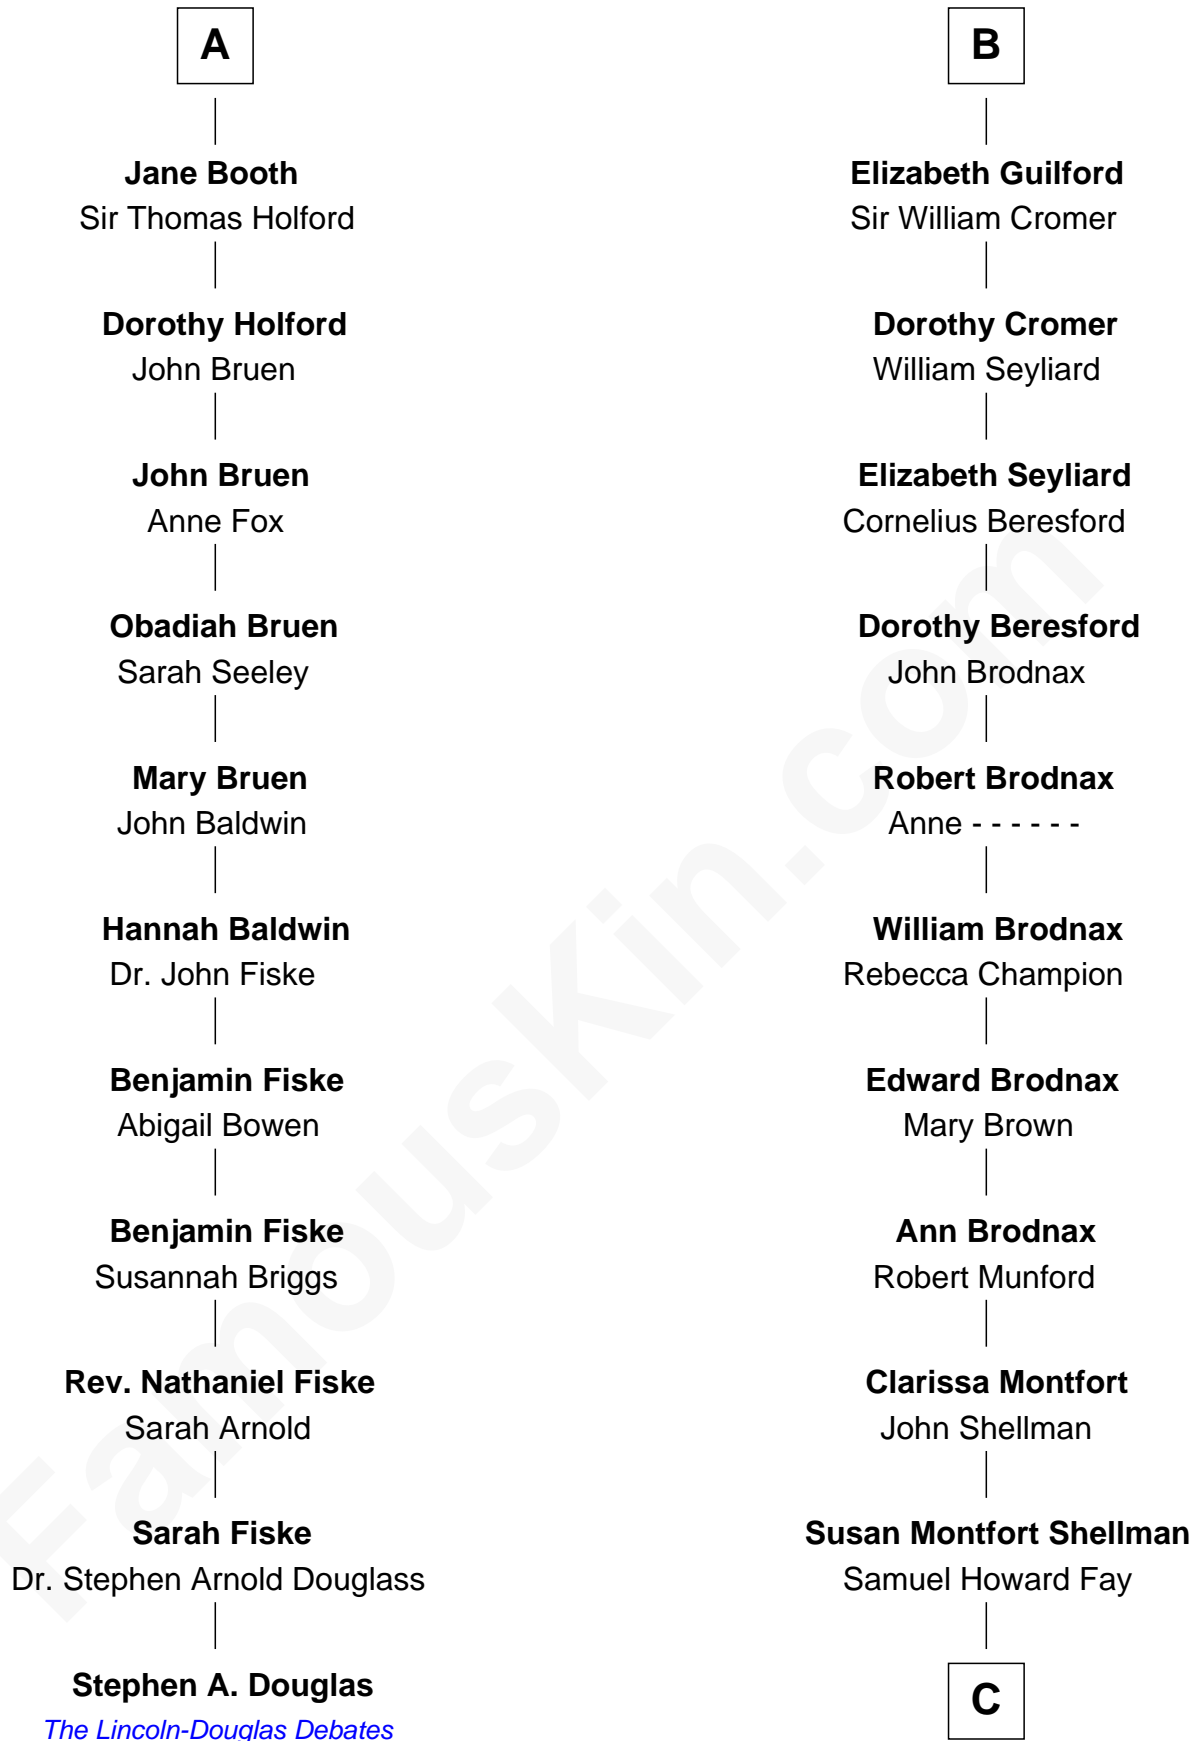 A
Jane Booth
Sir Thomas Holford
Dorothy Holford
John Bruen
John Bruen
Anne Fox
Obadiah Bruen
Sarah Seeley
Mary Bruen
John Baldwin
Hannah Baldwin
Dr. John Fiske
Benjamin Fiske
Abigail Bowen
Benjamin Fiske
Susannah Briggs
Rev. Nathaniel Fiske
Sarah Arnold
Sarah Fiske
Dr. Stephen Arnold Douglass
Stephen A. Douglas
The Lincoln-Douglas Debates
B
Elizabeth Guilford
Sir William Cromer
Dorothy Cromer
William Seyliard
Elizabeth Seyliard
Cornelius Beresford
Dorothy Beresford
John Brodnax
Robert Brodnax
Anne - - - - - -
William Brodnax
Rebecca Champion
Edward Brodnax
Mary Brown
Ann Brodnax
Robert Munford
Clarissa Montfort
John Shellman
Susan Montfort Shellman
Samuel Howard Fay
C
FamousKin.com